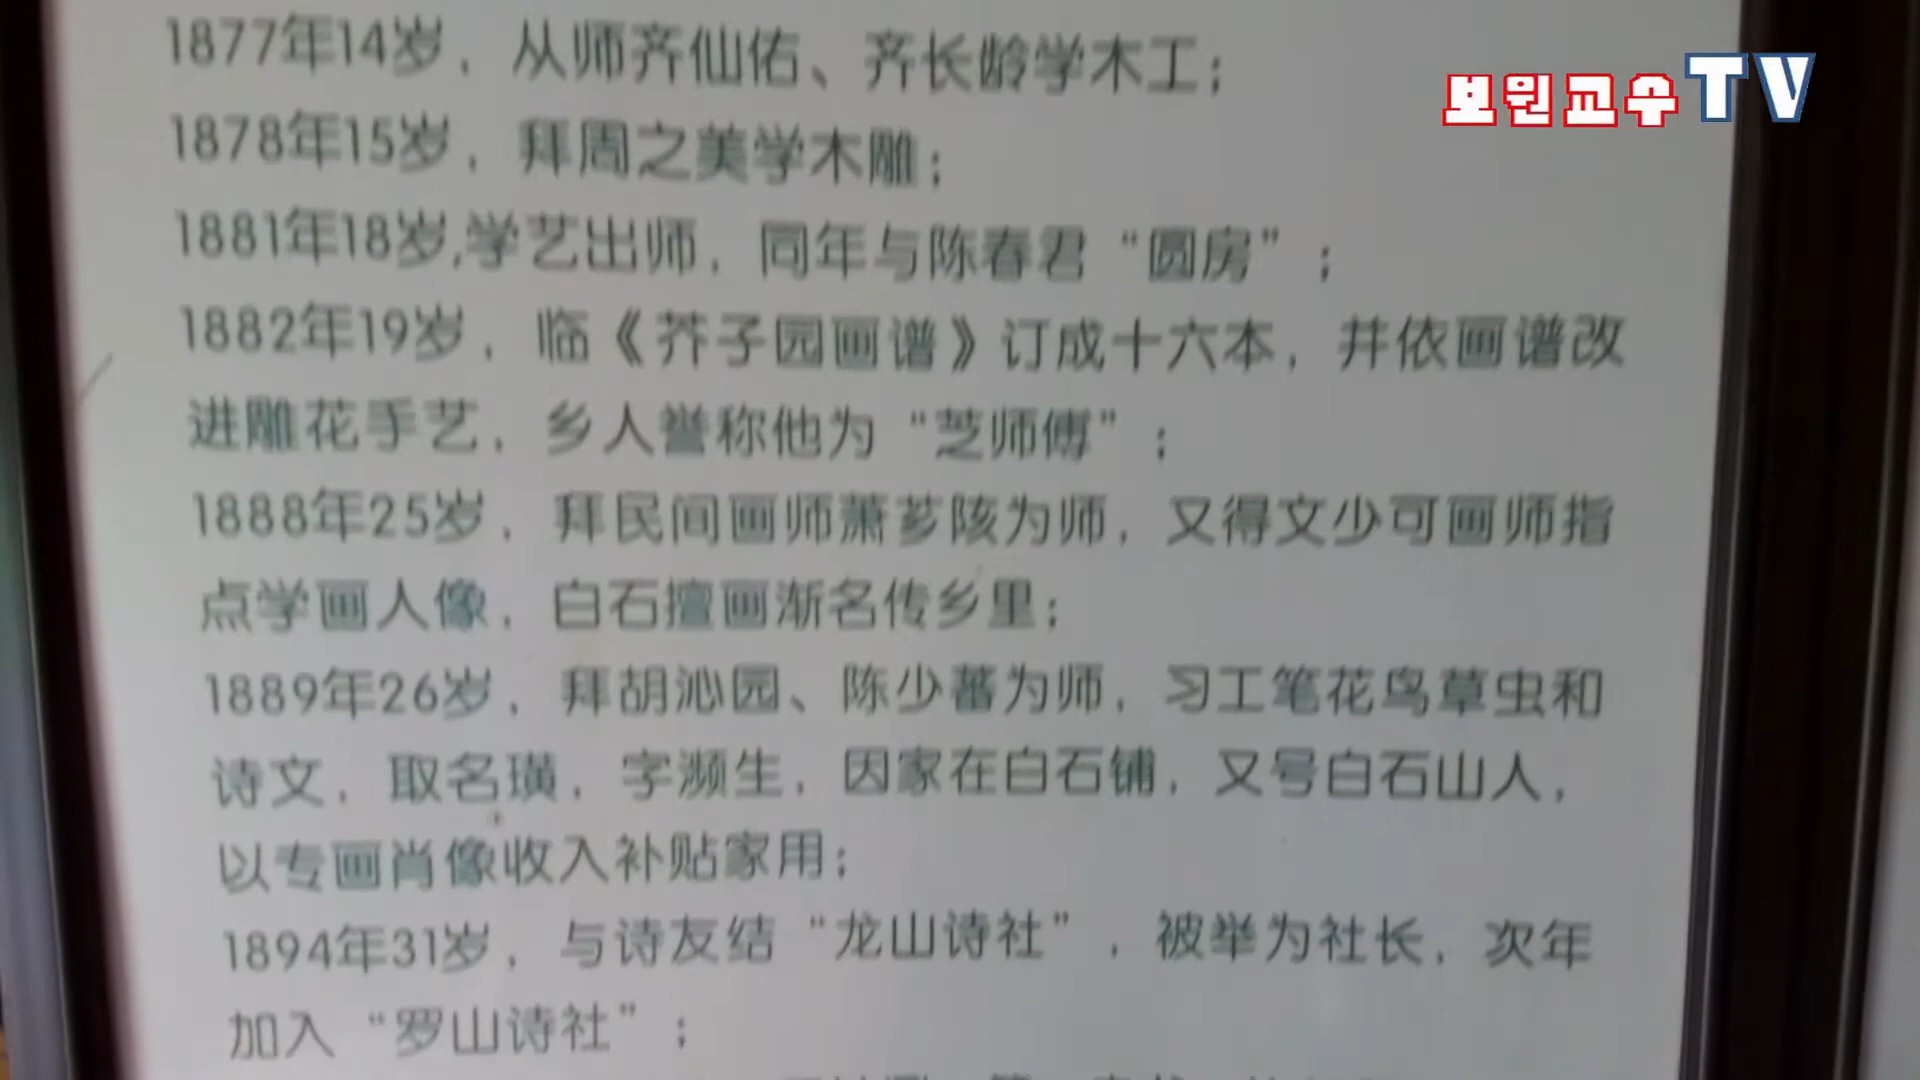 1877年14岁，从师齐仙佑、齐长龄学木工；
보원교수TV
1878年15岁，拜周之美学木雕；
1881年18岁,学艺出师，同年与陈春君“圆房”；
1882年19岁，临《芥子园画谱》订成十六本，并依画谱改
进雕花手艺，乡人誉称他为“芝师傅”；
1888年25岁，拜民间画师萧芗陔为师，又得文少可画师指
点学画人像，白石擅画渐名传乡里；
1889年26岁，拜胡沁园、陈少蕃为师，习工笔花鸟草虫和
诗文，取名璜，字濒生，因家在白石铺，又号白石山人，
以专画肖像收入补贴家用；
1894年31岁，与诗友结“龙山诗社”，被举为社长，次年
加入“罗山诗社”；